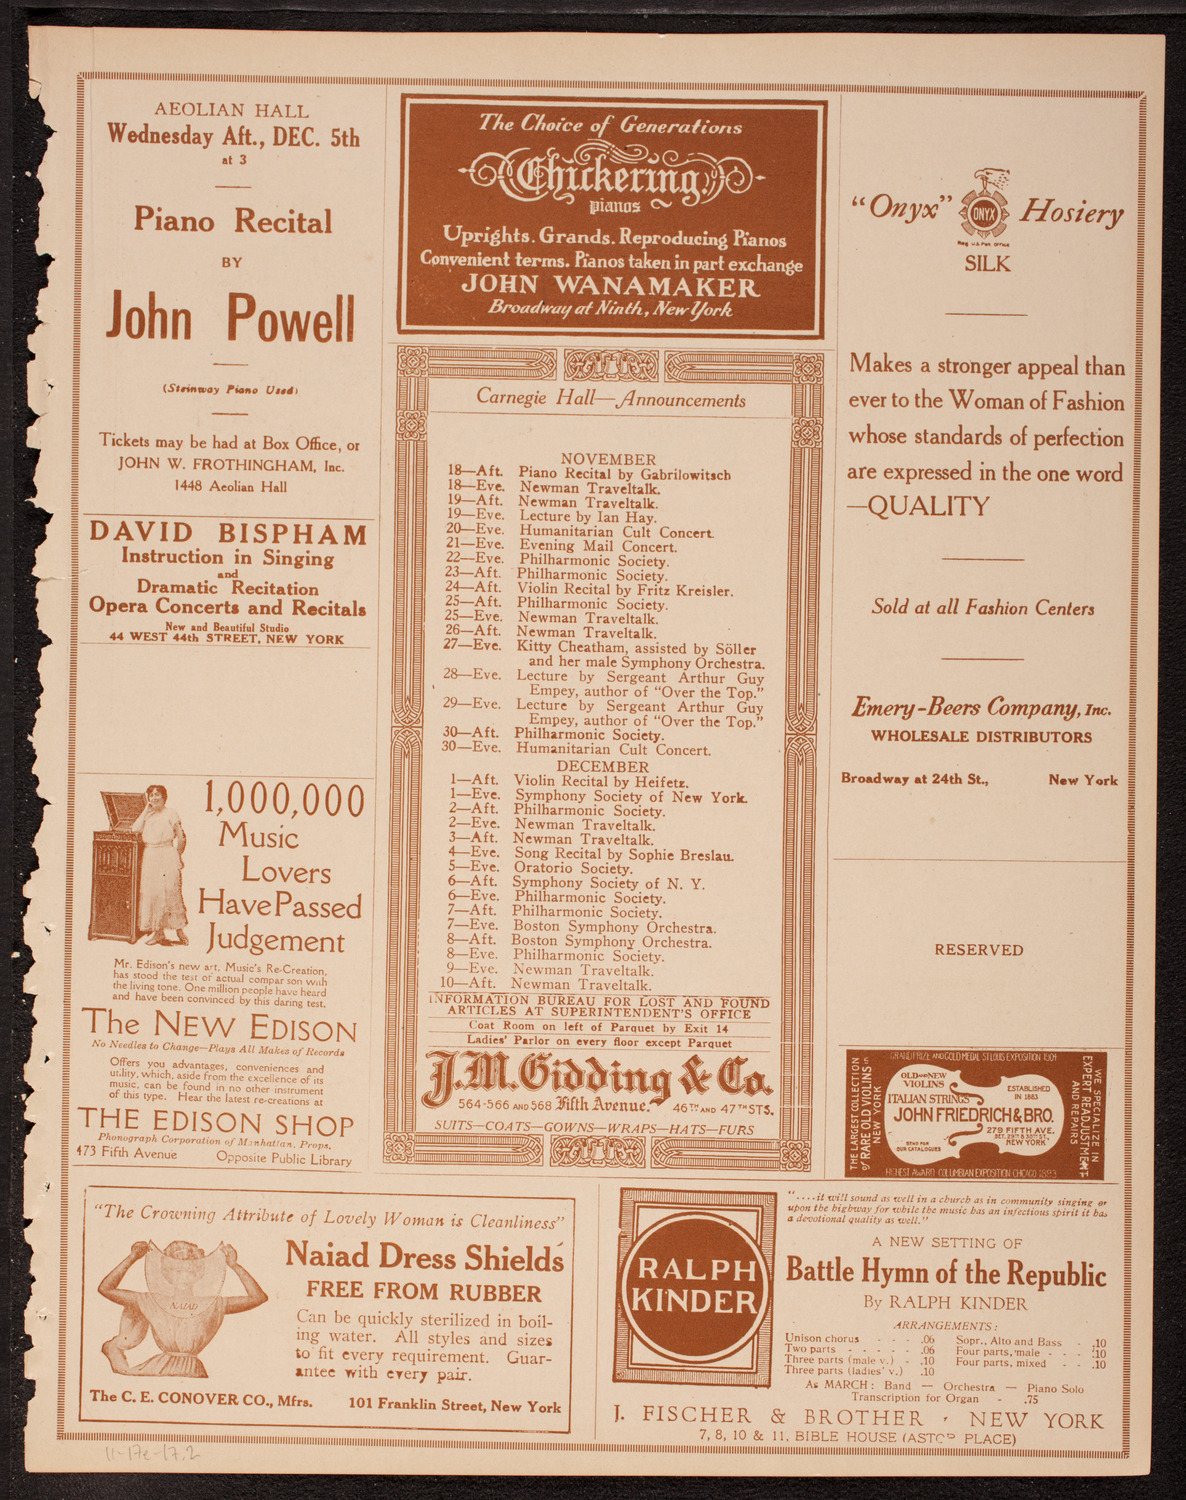 AEOLIAN HALL
Wednesday Aft., DEC. 5th
at 3
Piano Recital
BY
John Powell
(Steinway Piano Used)
Tickets may be had at Box Office, or
JOHN W. FROTHINGHAM, Inc.
1448 Aeolian Hall
DAVID BISPHAM
Instruction in Singing
and
Dramatic Recitation
Opera Concerts and Recitals
New and Beautiful Studio
44 WEST 44th STREET, NEW YORK
1,000,000
Music
Lovers
Have Passed
Judgement
Mr. Edison's new art, Music's Re-Creation,
has stood the test of actual compar son with
the living tone. One million people have heard
and have been convinced by this daring test.
The NEW EDISON
No Needles to Change—Plays All Makes of Records
Offers you advantages, conveniences and
utility, which, aside from the excellence of its
music, can be found in no other instrument
of this type. Hear the latest re-creations at
THE EDISON SHOP
Phonograph Corporation of Manhattan, Props.
473 Fifth Avenue Opposite Public Library
The Choice of Generations
Chickering
pianos
Uprights. Grands. Reproducing Pianos
Convenient terms. Pianos taken in part exchange
JOHN WANAMAKER
Broadway at Ninth, New York
Carnegie Hall—Announcements
NOVEMBER
18—Aft. Piano Recital by Gabrilowitsch
18—Eve. Newman Traveltalk.
19—Aft. Newman Traveltalk.
19—Eve. Lecture by Ian Hay.
20—Eve. Humanitarian Cult Concert.
21—Eve. Evening Mail Concert.
22—Eve. Philharmonic Society.
23—Aft. Philharmonic Society.
24—Aft. Violin Recital by Fritz Kreisler.
25—Aft. Philharmonic Society.
25—Eve. Newman Traveltalk.
26—Aft. Newman Traveltalk.
27—Eve. Kitty Cheatham, assisted by Söller
and her male Symphony Orchestra.
28—Eve. Lecture by Sergeant Arthur Guy
Empey, author of "Over the Top."
29—Eve. Lecture by Sergeant Arthur Guy
Empey, author of "Over the Top."
30—Aft. Philharmonic Society.
30—Eve. Humanitarian Cult Concert.
DECEMBER
1—Aft. Violin Recital by Heifetz.
1—Eve. Symphony Society of New York.
2—Aft. Philharmonic Society.
2—Eve. Newman Traveltalk.
3—Aft. Newman Traveltalk.
4—Eve. Song Recital by Sophie Breslau.
5—Eve. Oratorio Society.
6—Aft. Symphony Society of N. Y.
6—Eve. Philharmonic Society.
7—Aft. Philharmonic Society.
7—Eve. Boston Symphony Orchestra.
8—Aft. Boston Symphony Orchestra.
8—Eve. Philharmonic Society.
9—Eve. Newman Traveltalk.
10—Aft. Newman Traveltalk.
INFORMATION BUREAU FOR LOST AND FOUND
ARTICLES AT SUPERINTENDENT'S OFFICE
Coat Room on left of Parquet by Exit 14
Ladies' Parlor on every floor except Parquet
J.M. Gidding & Co.
564-566 AND 568 Fifth Avenue. 46TH AND 47TH STS.
SUITS—COATS—GOWNS—WRAPS—HATS—FURS
"Onyx" ONYX Hosiery
Reg. U.S. Pat. Office
SILK
Makes a stronger appeal than
ever to the Woman of Fashion
whose standards of perfection
are expressed in the one word
—QUALITY
Sold at all Fashion Centers
Emery-Beers Company, Inc.
WHOLESALE DISTRIBUTORS
Broadway at 24th St., New York
RESERVED
GRAND PRIZE AND GOLD MEDAL ST LOUIS EXPOSITION 1904
THE LARGEST COLLECTION
of RARE OLD VIOLINS in
NEW YORK
OLD AND NEW
VIOLINS
ITALIAN STRINGS
ESTABLISHED
IN 1883
JOHN FRIEDRICH & BRO.
279 FIFTH AVE.
BET. 29TH & 30TH ST.,
NEW YORK
SEND FOR
OUR CATALOGUES
WE SPECIALIZE IN
EXPERT READJUSTMENT
AND REPAIRS
HIGHEST AWARD COLUMBIAN EXPOSITION CHICAGO 1893
"The Crowning Attribute of Lovely Woman is Cleanliness"
NAIAD
Naiad Dress Shields
FREE FROM RUBBER
Can be quickly sterilized in boil-
ing water. All styles and sizes
to fit every requirement. Guar-
antee with every pair.
The C. E. CONOVER CO., Mfrs. 101 Franklin Street, New York
RALPH
KINDER
"....it will sound as well in a church as in community singing or
upon the highway for while the music has an infectious spirit it has
a devotional quality as well."
A NEW SETTING OF
Battle Hymn of the Republic
By RALPH KINDER
ARRANGEMENTS:
Unison chorus - - - .06 Sopr., Alto and Bass - .10
Two parts - - - - - .06 Four parts, male - - - .10
Three parts (male v.) - .10 Four parts, mixed - - .10
Three parts (ladies' v.) .10
As MARCH: Band — Orchestra — Piano Solo
Transcription for Organ - .75
J. FISCHER & BROTHER , NEW YORK
7, 8, 10 & 11, BIBLE HOUSE (ASTOR PLACE)
11-17e-17.2